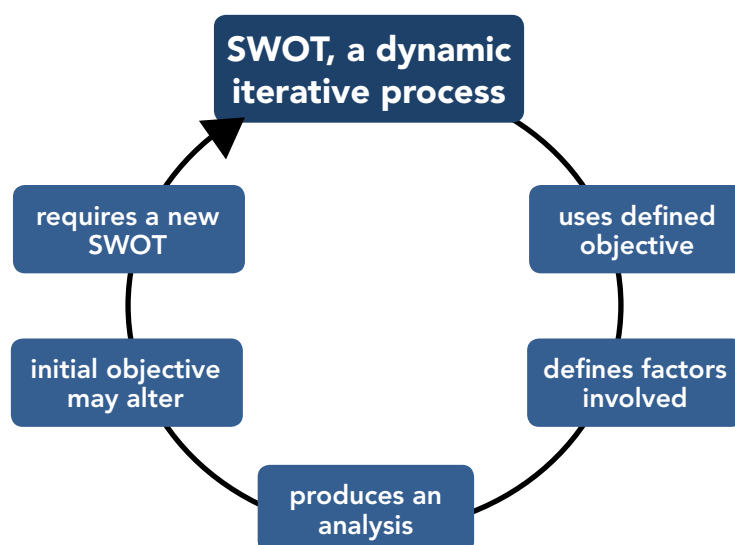 SWOT, a dynamic
iterative process
uses defined
objective
defines factors
involved
produces an
analysis
initial objective
may alter
requires a new
SWOT